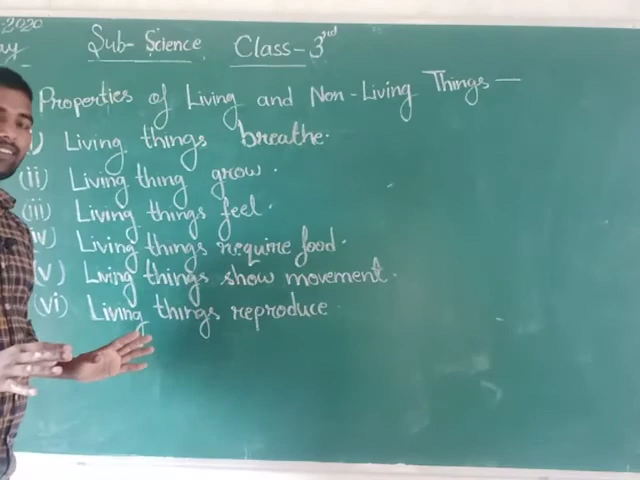 2020
ay
Sub- Science Class- 3rd
Properties of Living and Non-Living Things —
i) Living things breathe.
(ii) Living thing grow.
(iii) Living things feel.
iv) Living things require food.
(v) Living things show movement.
(vi) Living things reproduce.